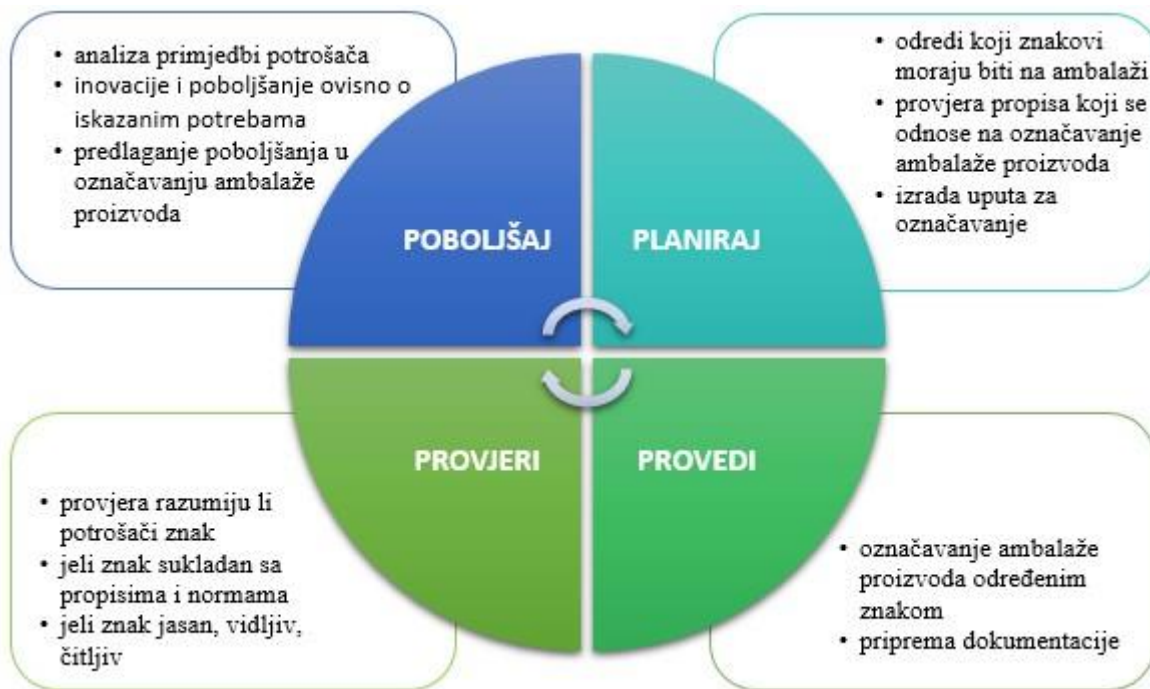 • analiza primjedbi potrošača
• inovacije i poboljšanje ovisno o
iskazanim potrebama
• predlaganje poboljšanja u
označavanju ambalaže
proizvoda
• odredi koji znakovi
moraju biti na ambalaži
• provjera propisa koji se
odnose na označavanje
ambalaže proizvoda
• izrada uputa za
označavanje
POBOLJŠAJ
PLANIRAJ
PROVJERI
PROVEDI
• provjera razumiju li
potrošači znak
• jeli znak sukladan sa
propisima i normama
• jeli znak jasan, vidljiv,
čitljiv
• označavanje ambalaže
proizvoda određenim
znakom
• priprema dokumentacije